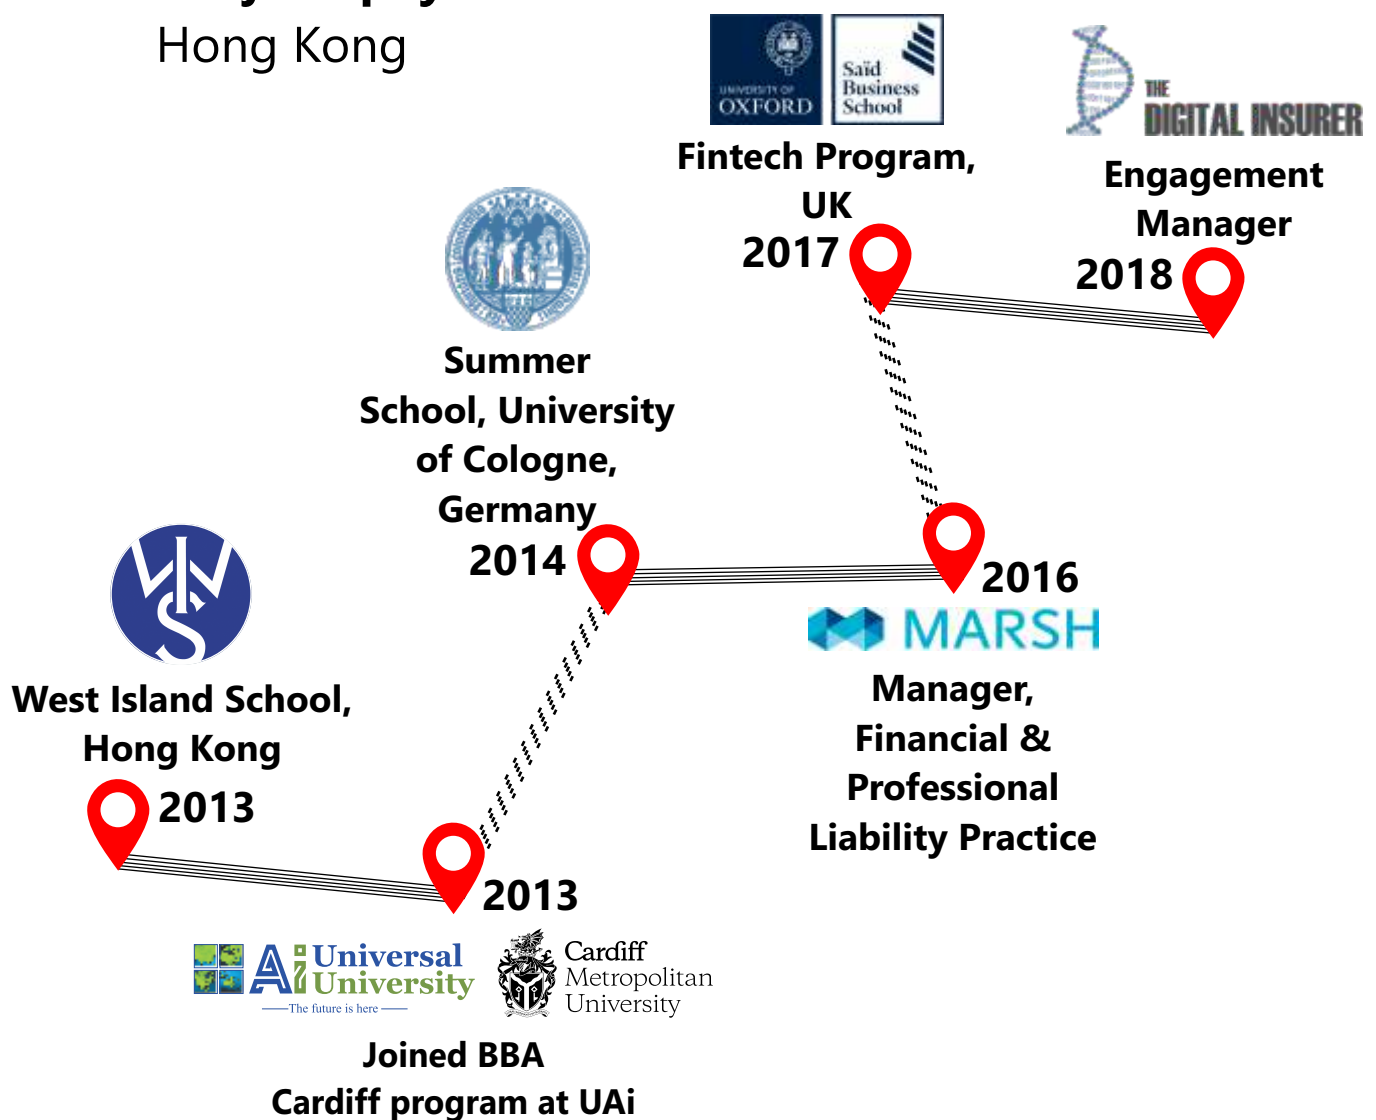 Hong Kong
UNIVERSITY OF
OXFORD
Saïd
Business
School
Fintech Program,
UK
2017
THE
DIGITAL INSURER
Engagement
Manager
2018
Summer
School, University
of Cologne,
Germany
2014
2016
MARSH
Manager,
Financial &
Professional
Liability Practice
WIS
West Island School,
Hong Kong
2013
2013
Ai Universal
University
The future is here
Cardiff
Metropolitan
University
Joined BBA
Cardiff program at UAi